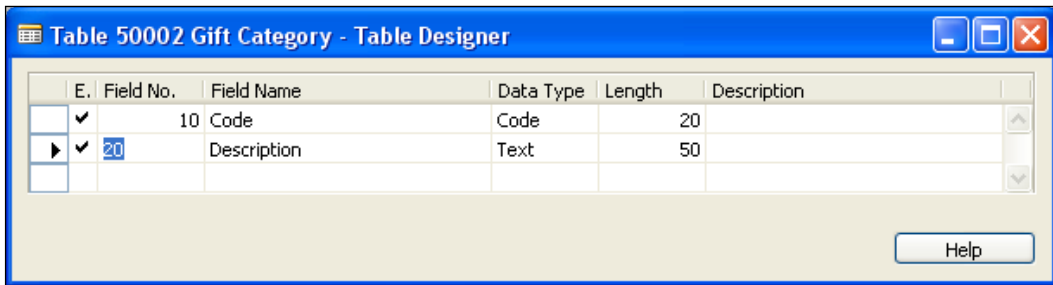 Table 50002 Gift Category - Table Designer
E. Field No. Field Name Data Type Length Description
10 Code Code 20
20 Description Text 50
Help